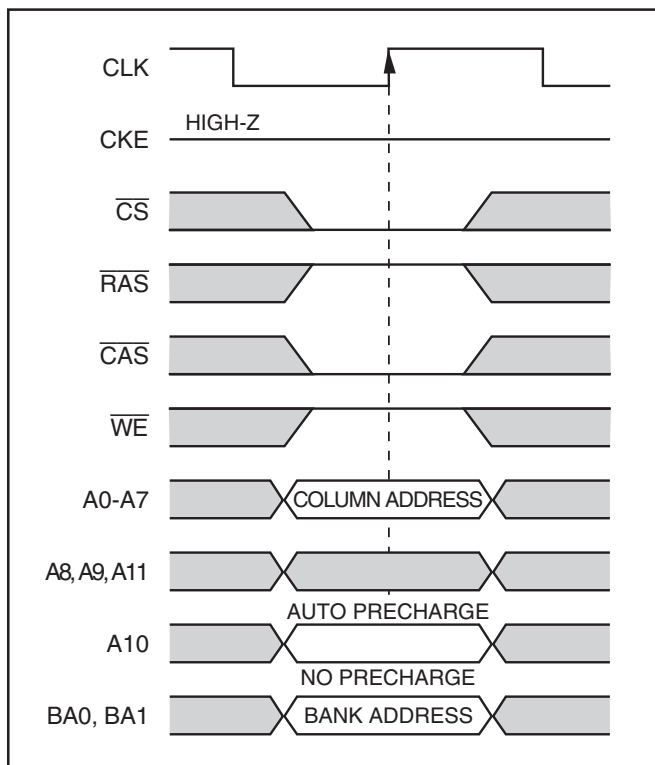 CLK
HIGH-Z
CKE
CS
RAS
CAS
WE
A0-A7
COLUMN ADDRESS
A8, A9, A11
AUTO PRECHARGE
A10
NO PRECHARGE
BA0, BA1
BANK ADDRESS